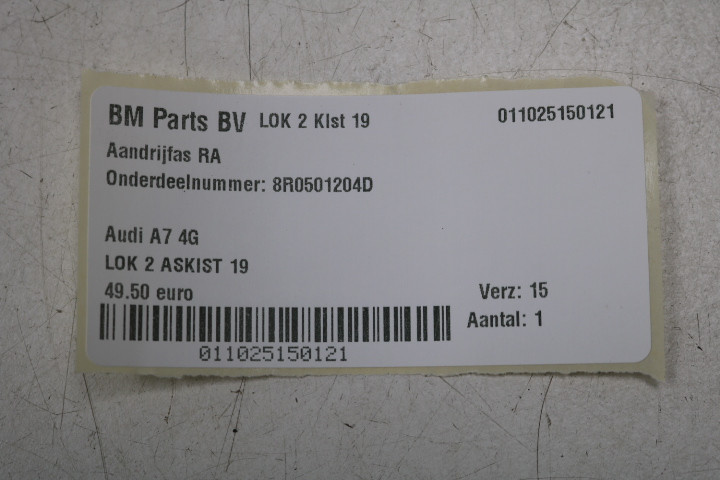 BM Parts BV LOK 2 Klst 19 011025150121
Aandrijfas RA
Onderdeelnummer: 8R0501204D
Audi A7 4G
LOK 2 ASKIST 19
49.50 euro Verz: 15
Aantal: 1
011025150121